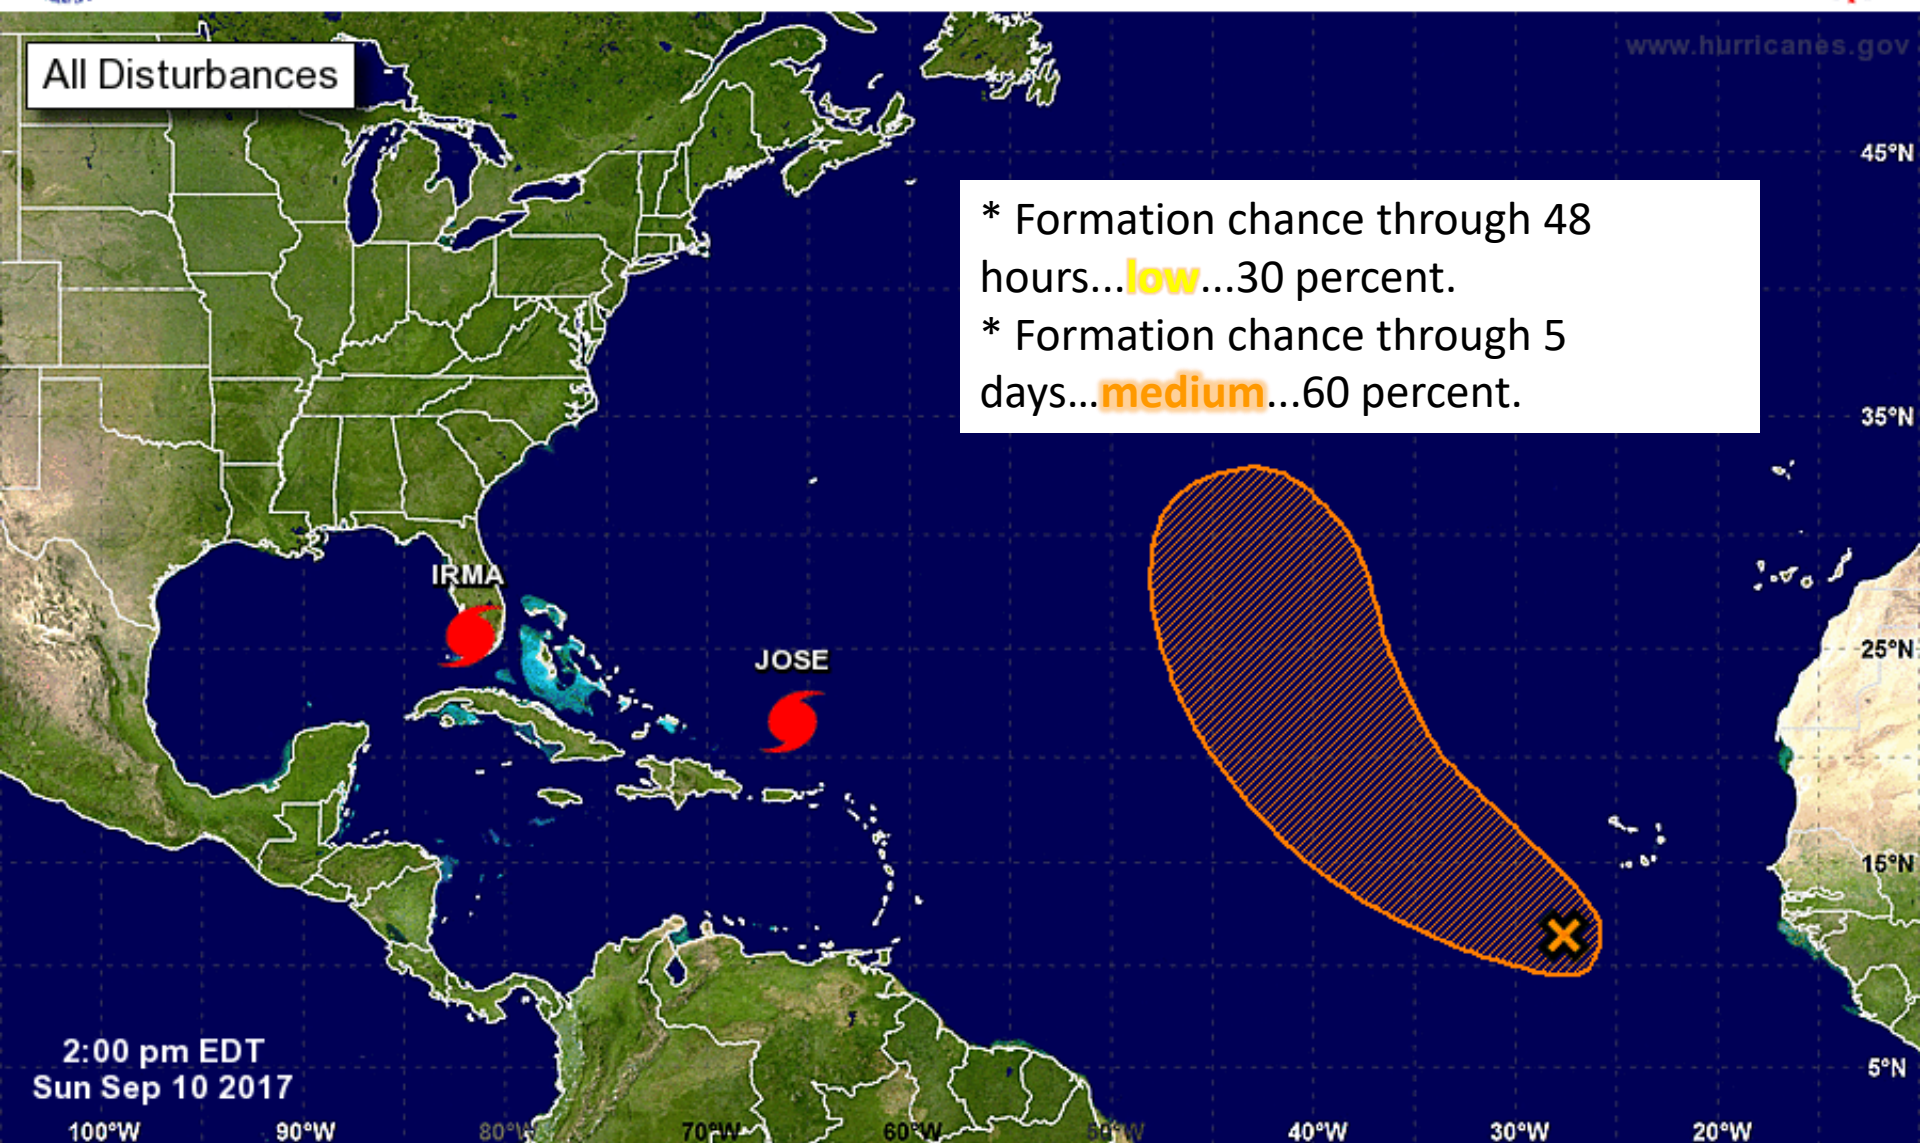 All Disturbances
www.hurricanes.gov
45°N
* Formation chance through 48
hours...low...30 percent.
* Formation chance through 5
days...medium...60 percent.
35°N
IRMA
25°N
JOSE
15°N
2:00 pm EDT
Sun Sep 10 2017
5°N
100°W 90°W 80°W 70°W 60°W 50°W 40°W 30°W 20°W